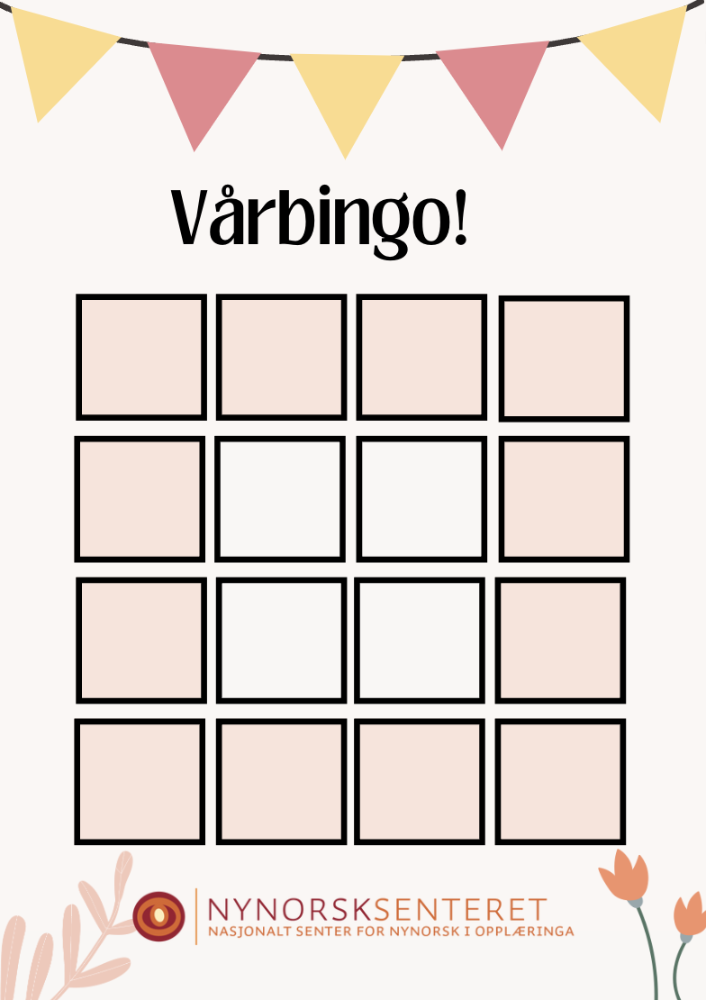 Vårbingo!
NYNORSKSENTERET
NASJONALT SENTER FOR NYNORSK I OPPLÆRINGA